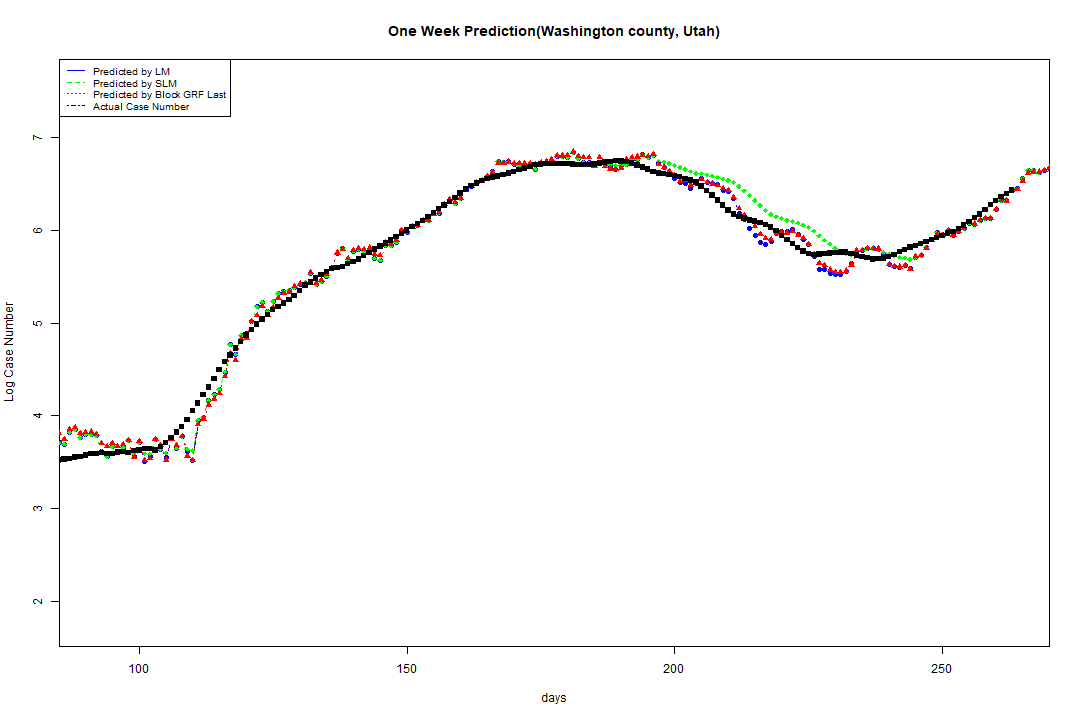 One Week Prediction(Washington county, Utah)
Predicted by LM
Predicted by SLM
Predicted by Block GRF Last
Actual Case Number
7
6
5
4
3
2
Log Case Number
100 150 200 250
days